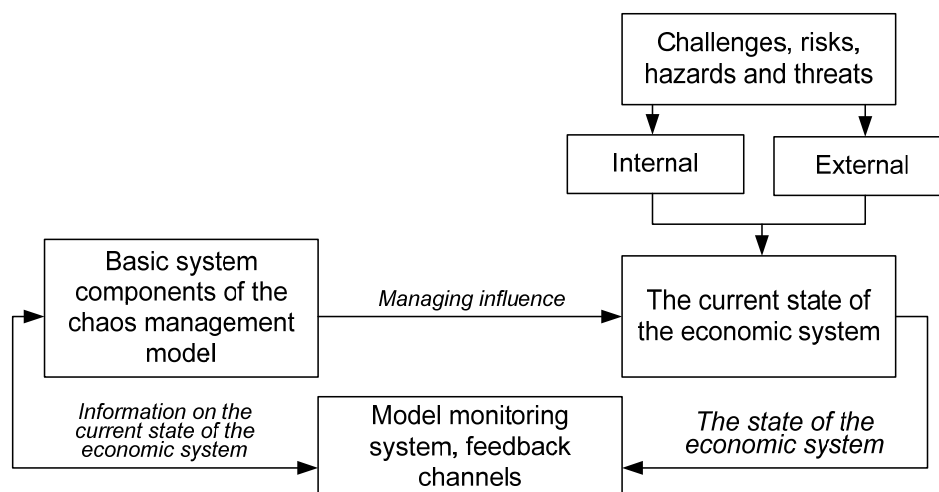 Challenges, risks,
hazards and threats
Internal
External
Basic system
components of the
chaos management
model
Managing influence
The current state of
the economic system
Information on the
current state of the
economic system
Model monitoring
system, feedback
channels
The state of the
economic system